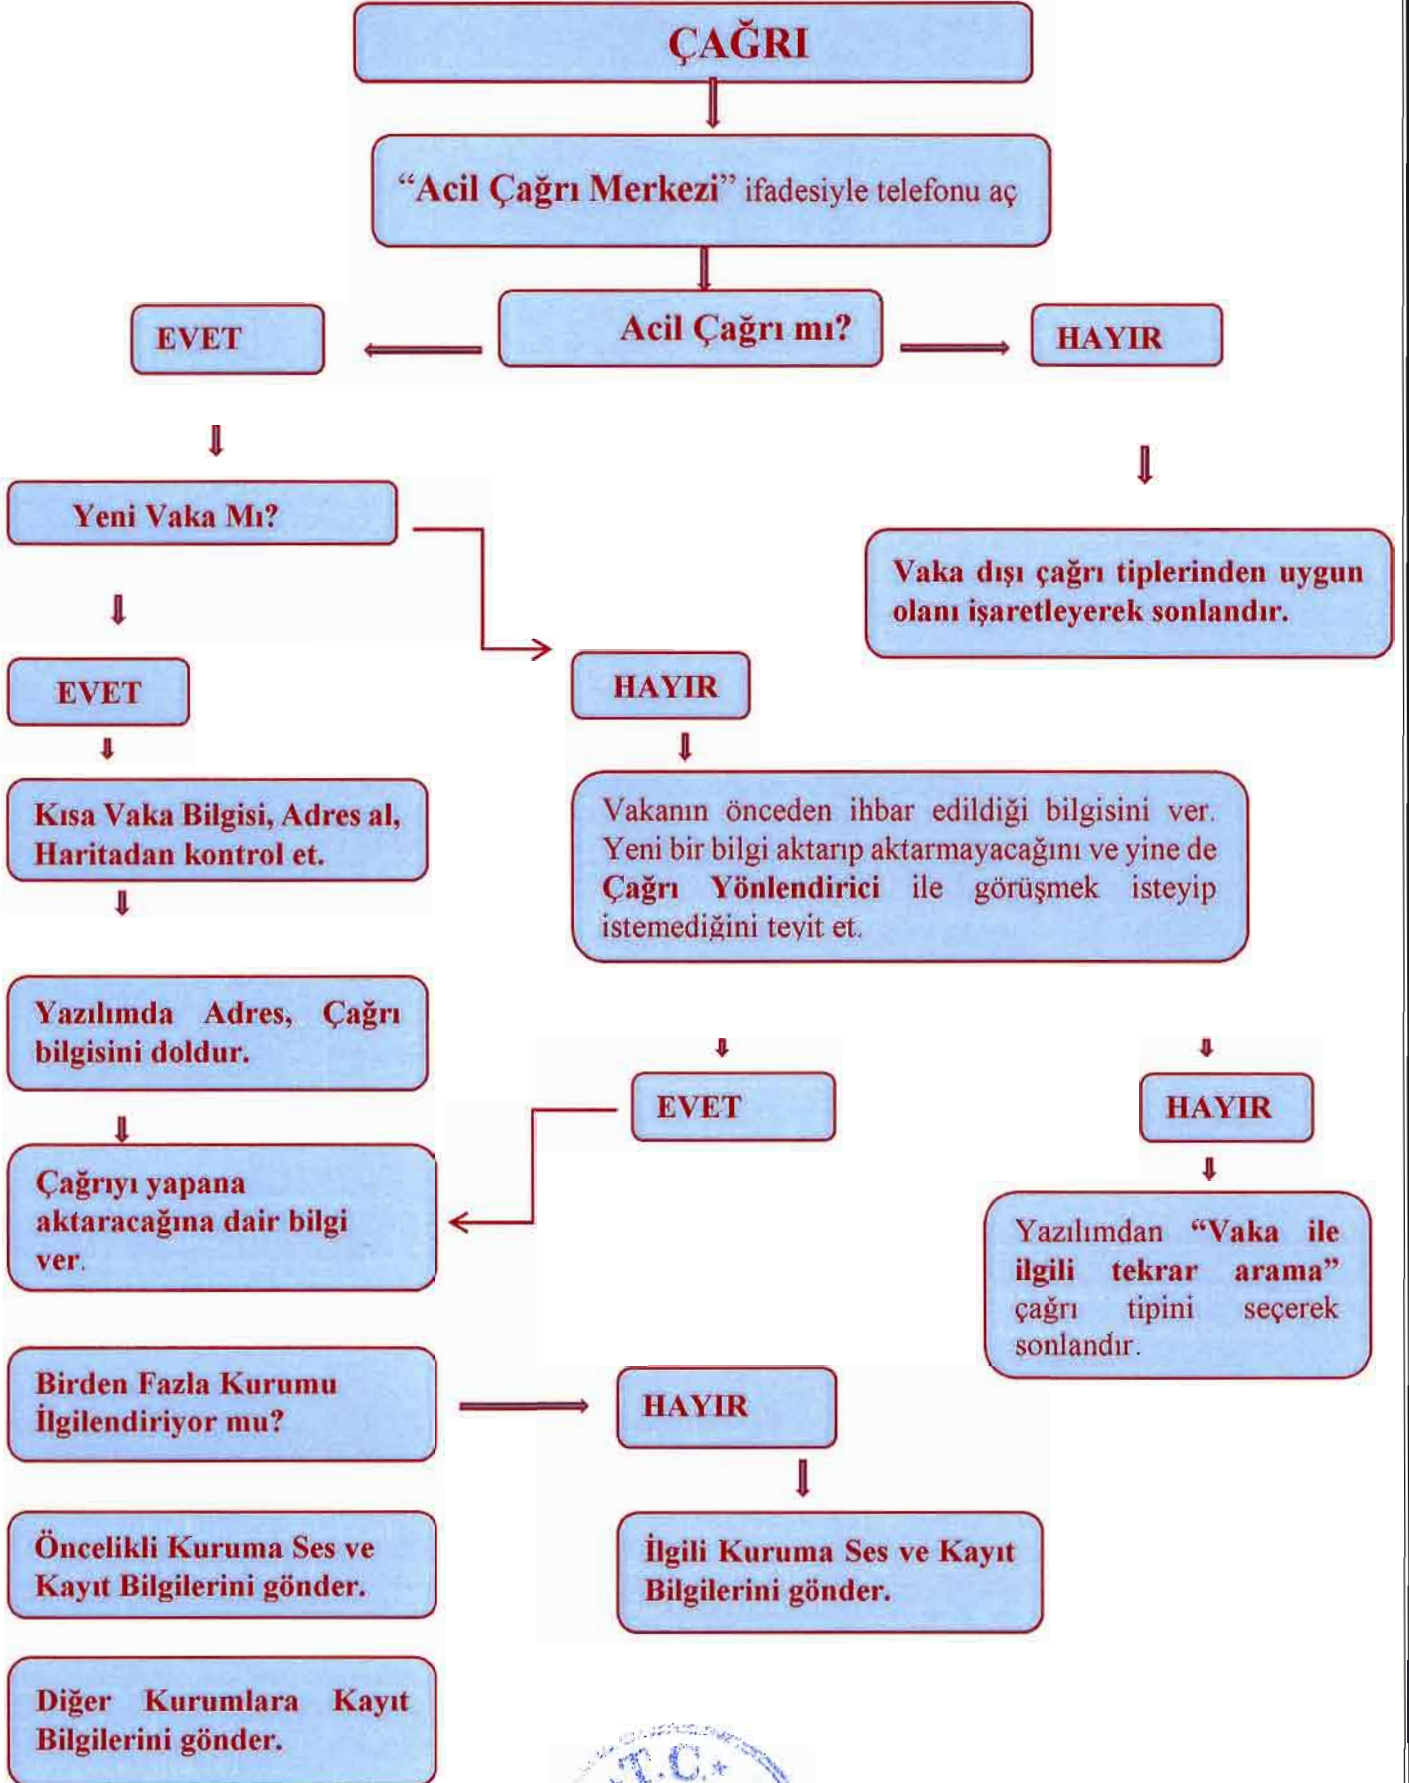 ÇAĞRI
“Acil Çağrı Merkezi” ifadesiyle telefonu aç
Acil Çağrı mı?
EVET
HAYIR
Yeni Vaka Mı?
Vaka dışı çağrı tiplerinden uygun
olanı işaretleyerek sonlandır.
EVET
HAYIR
Kısa Vaka Bilgisi, Adres al,
Haritadan kontrol et.
Vakanın önceden ihbar edildiği bilgisini ver.
Yeni bir bilgi aktarıp aktarmayacağını ve yine de
Çağrı Yönlendirici ile görüşmek isteyip
istemediğini teyit et.
Yazılımda Adres, Çağrı
bilgisini doldur.
EVET
HAYIR
Çağrıyı yapana
aktaracağına dair bilgi
ver.
Yazılımdan “Vaka ile
ilgili tekrar arama”
çağrı tipini seçerek
sonlandır.
Birden Fazla Kurumu
İlgilendiriyor mu?
HAYIR
Öncelikli Kuruma Ses ve
Kayıt Bilgilerini gönder.
İlgili Kuruma Ses ve Kayıt
Bilgilerini gönder.
Diğer Kurumlara Kayıt
Bilgilerini gönder.
T.C.